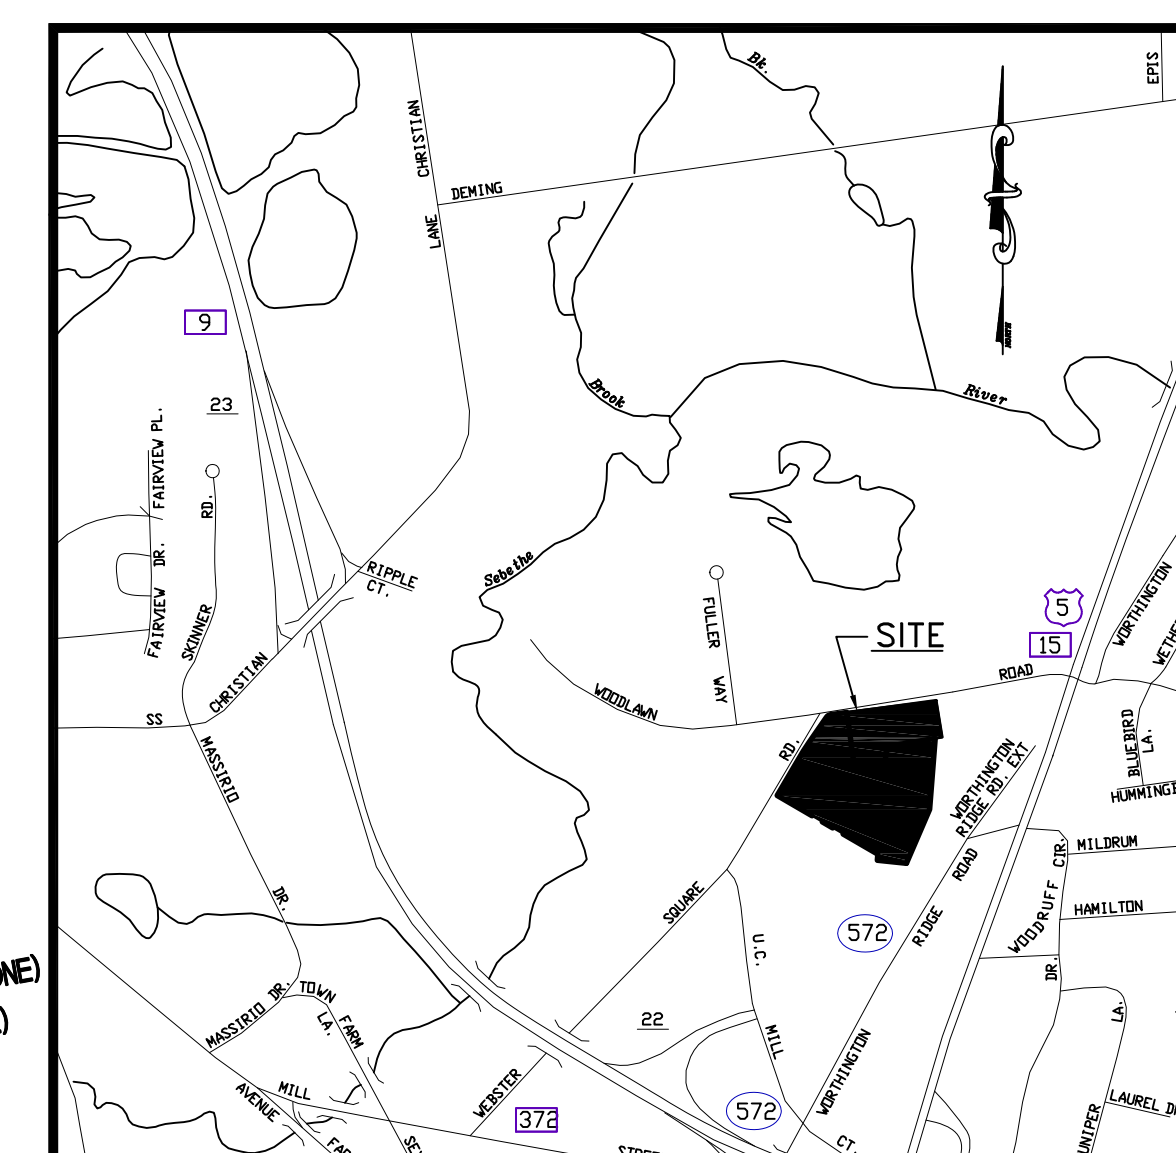 Bk.
EPIS
CHRISTIAN
LANE
DEMING
NORTH
9
23
Brook
River
FAIRVIEW PL.
RD.
FAIRVIEW DR.
SKINNER
RIPPLE
CT.
Sebethe
FULLER WAY
SITE
5
15
WORTHINGTON
ROAD
WOODLAWN
CHRISTIAN
SS
MASSIRIO
DR.
RD.
SQUARE
WORTHINGTON
RIDGE RD. EXT
BLUEBIRD
LA.
MILDRUM
HAMILTON
WOODRUFF CIR.
DR.
ROAD
RIDGE
WORTHINGTON
572
U.C.
MILL
22
MASSIRIO DR.
TOWN
FARM
LA.
LA.
MILL
AVENUE
WEBSTER
372
572
CT.
LAUREL